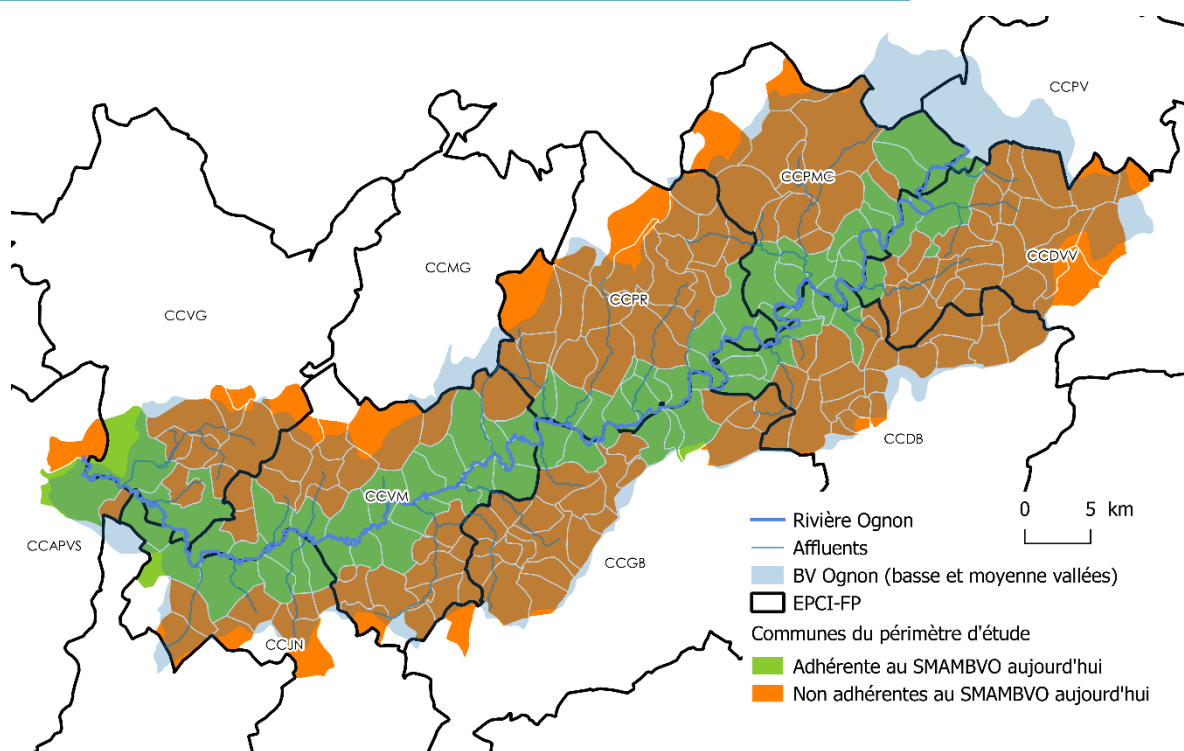 CCPV
CCPMC
CCDVV
CCMG
CCPR
CCVG
CCDB
CCVM
CCAPVS
CCGB
CCJN
0 5 km
Rivière Ognon
Affluents
BV Ognon (basse et moyenne vallées)
EPCI-FP
Communes du périmètre d'étude
Adhérente au SMAMBVO aujourd'hui
Non adhérentes au SMAMBVO aujourd'hui